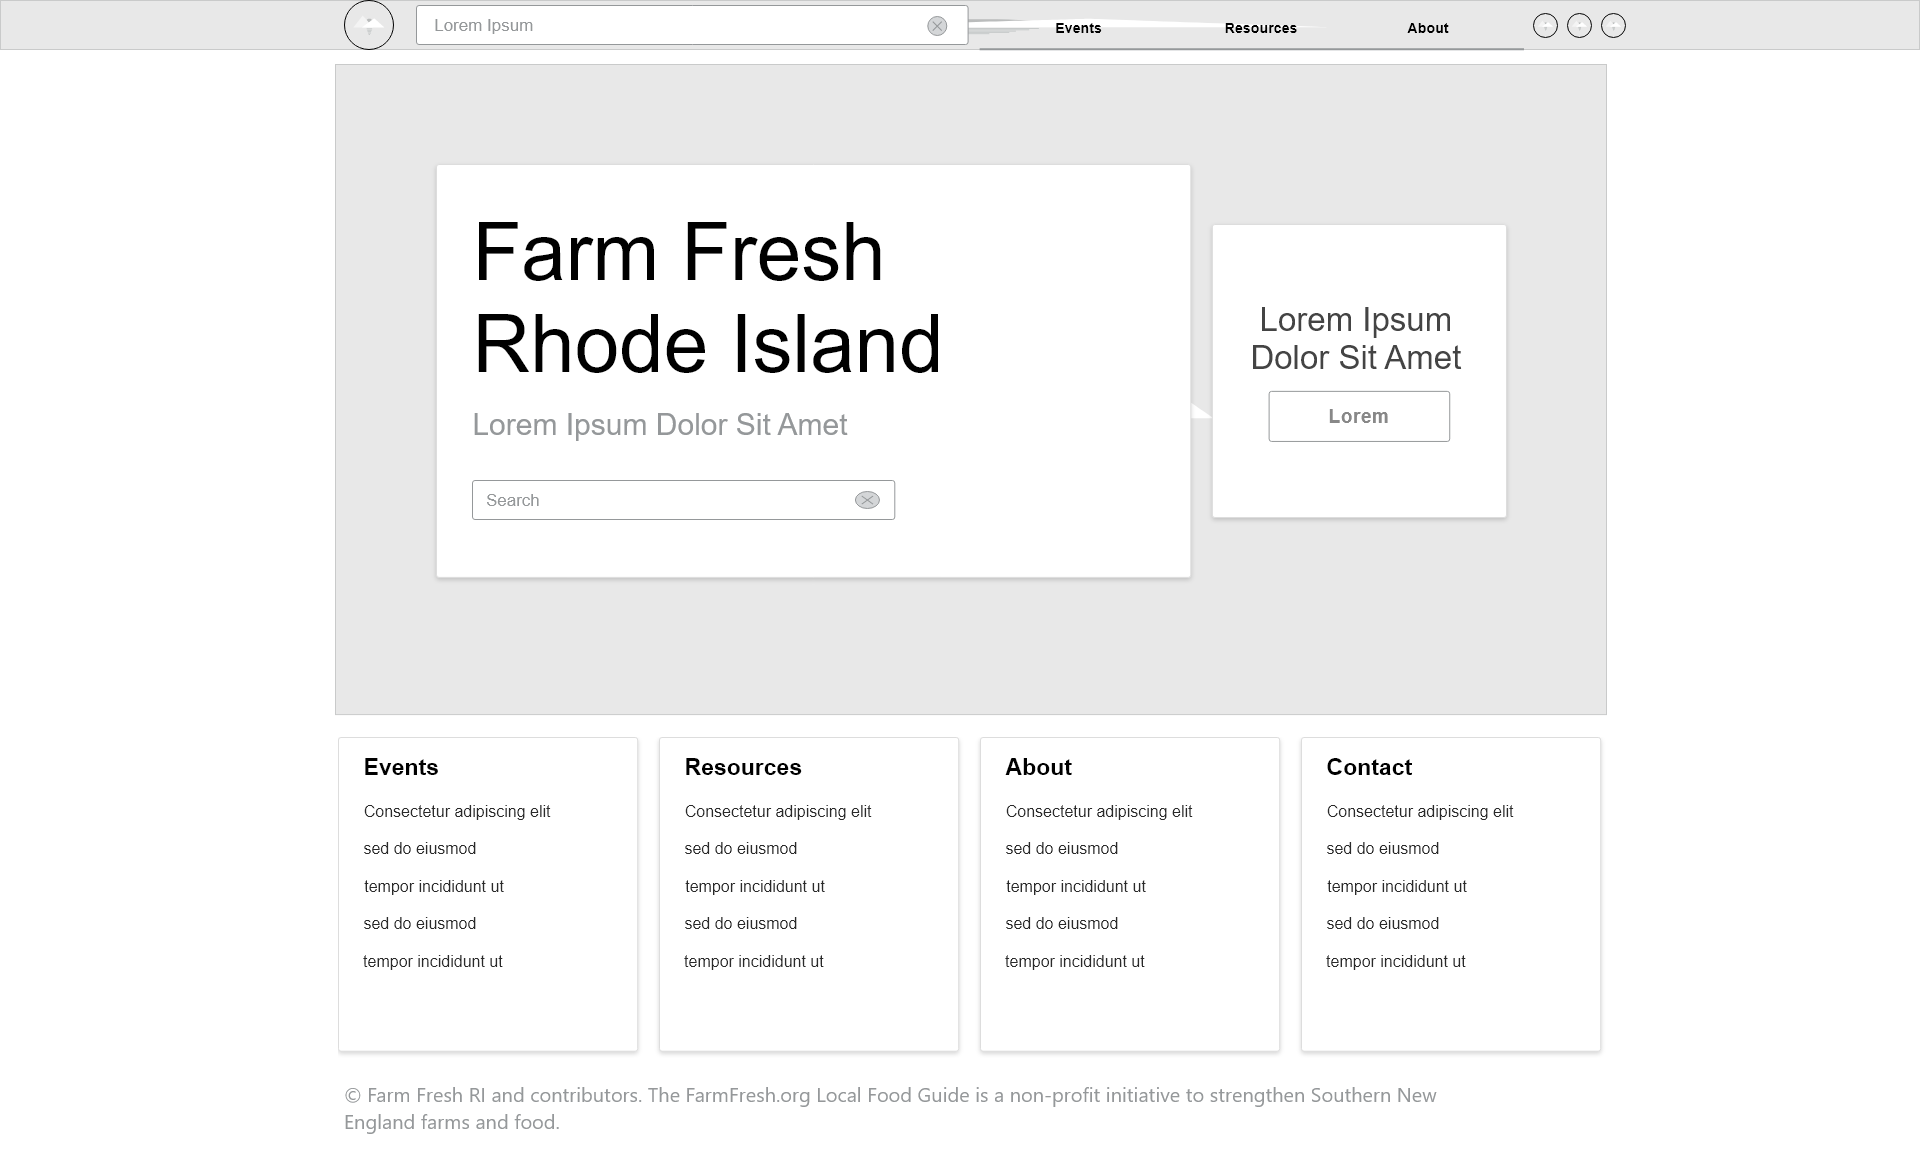 Lorem Ipsum
Events
Resources
About
Farm Fresh
Rhode Island
Lorem Ipsum Dolor Sit Amet
Search
Lorem Ipsum
Dolor Sit Amet
Lorem
Events
Consectetur adipiscing elit
sed do eiusmod
tempor incididunt ut
sed do eiusmod
tempor incididunt ut
Resources
Consectetur adipiscing elit
sed do eiusmod
tempor incididunt ut
sed do eiusmod
tempor incididunt ut
About
Consectetur adipiscing elit
sed do eiusmod
tempor incididunt ut
sed do eiusmod
tempor incididunt ut
Contact
Consectetur adipiscing elit
sed do eiusmod
tempor incididunt ut
sed do eiusmod
tempor incididunt ut
© Farm Fresh RI and contributors. The FarmFresh.org Local Food Guide is a non-profit initiative to strengthen Southern New
England farms and food.